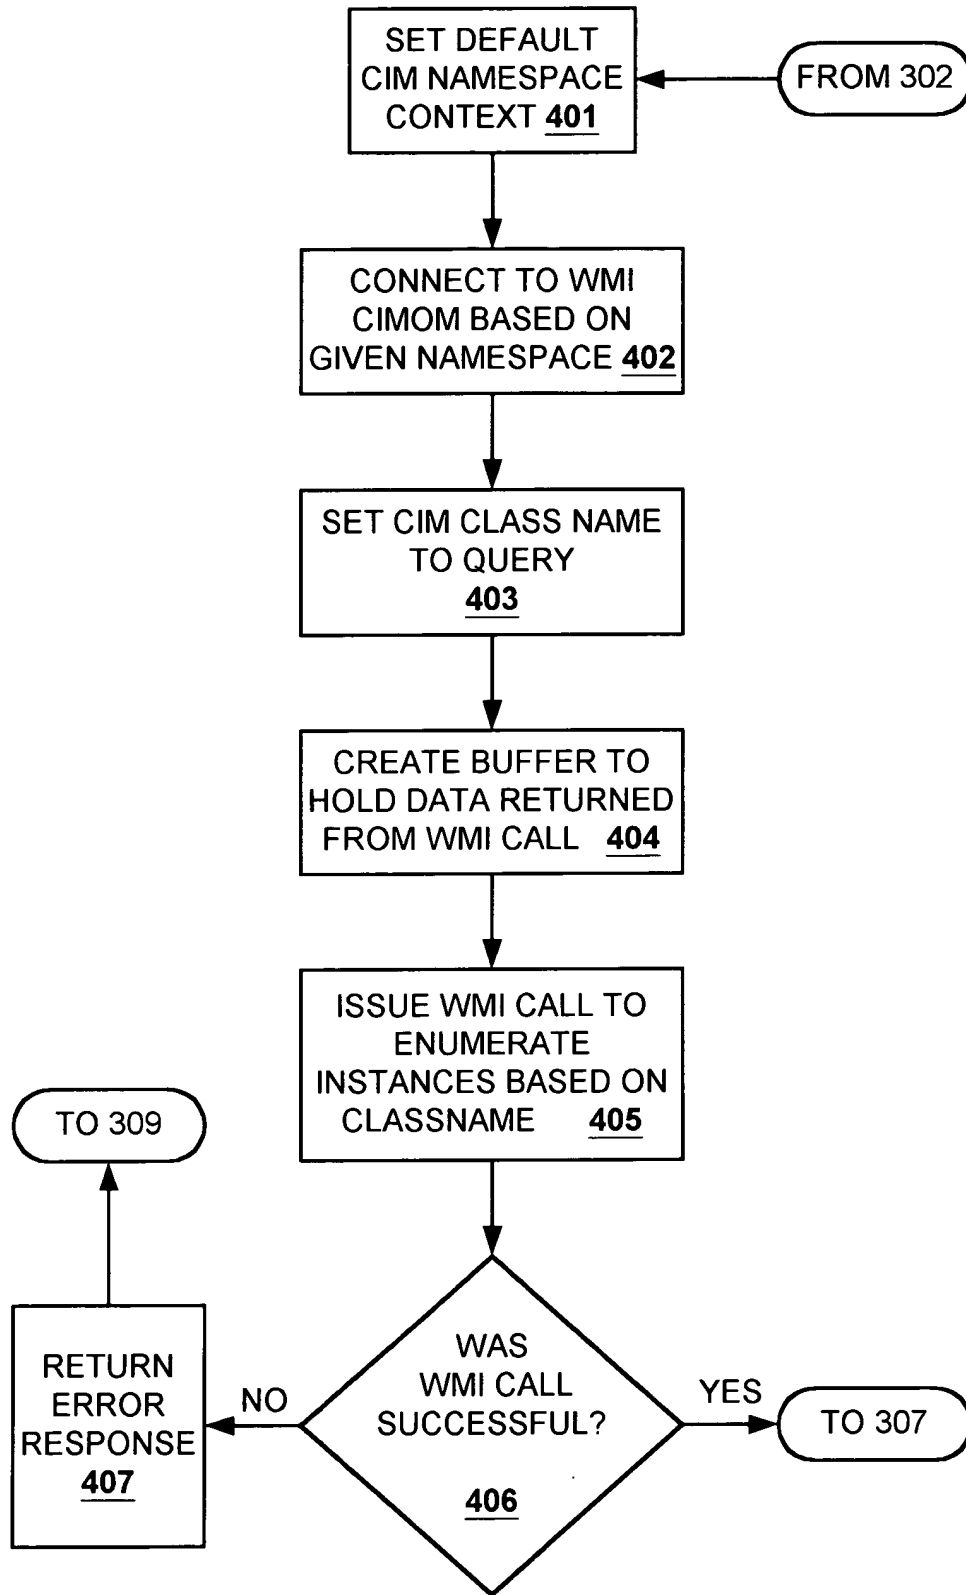 SET DEFAULT
CIM NAMESPACE
CONTEXT 401
FROM 302
CONNECT TO WMI
CIMOM BASED ON
GIVEN NAMESPACE 402
SET CIM CLASS NAME
TO QUERY
403
CREATE BUFFER TO
HOLD DATA RETURNED
FROM WMI CALL 404
ISSUE WMI CALL TO
ENUMERATE
INSTANCES BASED ON
CLASSNAME 405
TO 309
WAS
WMI CALL
SUCCESSFUL?
406
NO
YES
RETURN
ERROR
RESPONSE
407
TO 307